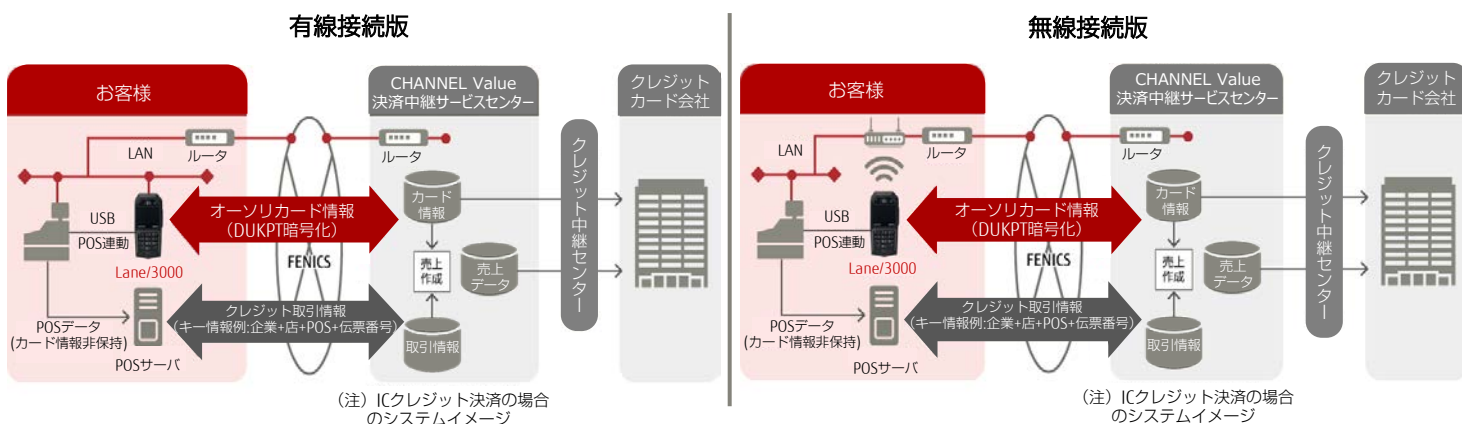 有線接続版
お客様
CHANNEL Value
決済中継サービスセンター
クレジット
カード会社
LAN
ルータ
ルータ
USB
POS連動
Lane/3000
オーソリカード情報
(DUKPT暗号化)
FENICS
カード
情報
売上
作成
売上
データ
クレジット中継センター
クレジット取引情報
(キー情報例:企業+店+POS+伝票番号)
取引情報
POSデータ
(カード情報非保持)
POSサーバ
(注)ICクレジット決済の場合
のシステムイメージ
無線接続版
お客様
CHANNEL Value
決済中継サービスセンター
クレジット
カード会社
LAN
ルータ
ルータ
USB
POS連動
Lane/3000
オーソリカード情報
(DUKPT暗号化)
FENICS
カード
情報
売上
作成
売上
データ
クレジット中継センター
クレジット取引情報
(キー情報例:企業+店+POS+伝票番号)
取引情報
POSデータ
(カード情報非保持)
POSサーバ
(注)ICクレジット決済の場合
のシステムイメージ